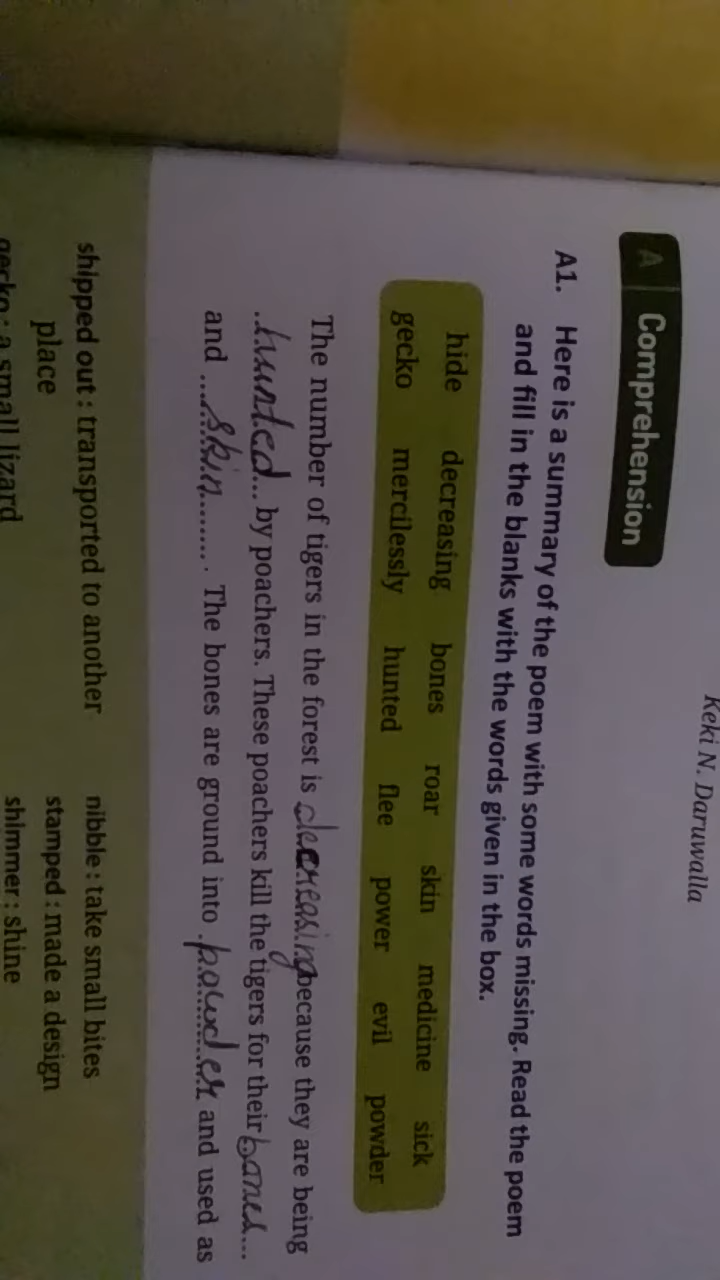 Keki N. Daruwalla
A Comprehension
A1. Here is a summary of the poem with some words missing. Read the poem
and fill in the blanks with the words given in the box.
hide decreasing bones roar skin medicine sick
gecko mercilessly hunted flee power evil powder
The number of tigers in the forest is decreasing because they are being
..hunted... by poachers. These poachers kill the tigers for their bones...
and ....skin........ . The bones are ground into .powder and used as
shipped out : transported to another
place
gecko : a small lizard
nibble : take small bites
stamped : made a design
shimmer : shine